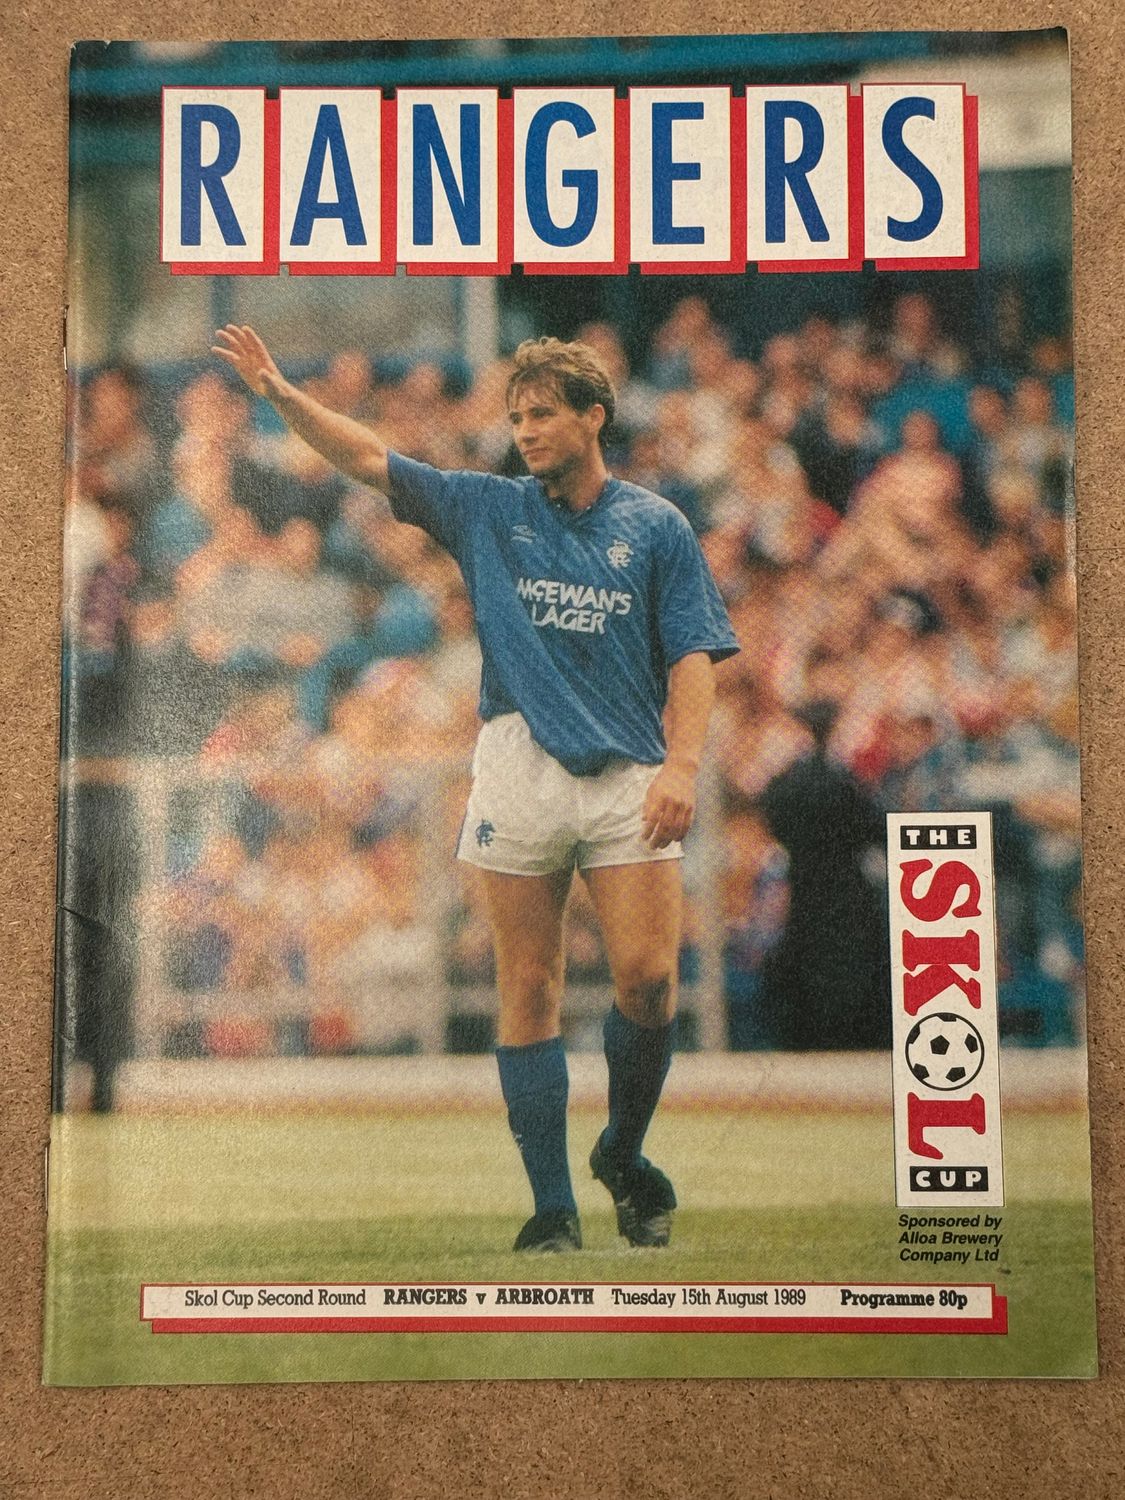 RANGERS
McEWAN'S
LAGER
THE
SKOL
CUP
Sponsored by
Alloa Brewery
Company Ltd
Skol Cup Second Round RANGERS v ARBROATH Tuesday 15th August 1989 Programme 80p